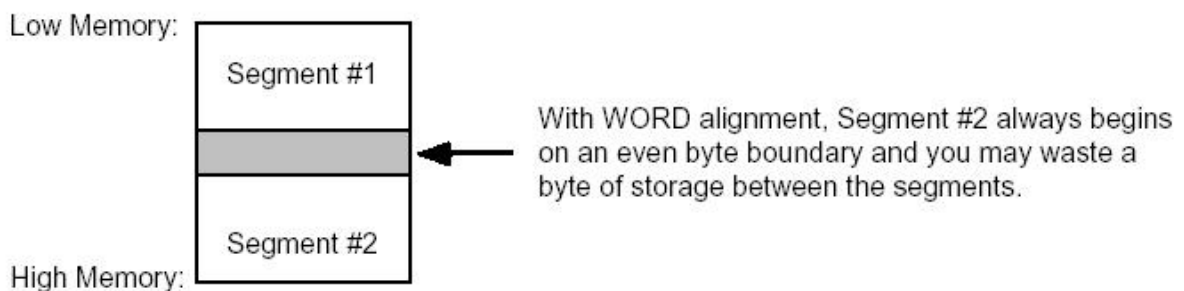 Low Memory:
Segment #1
With WORD alignment, Segment #2 always begins
on an even byte boundary and you may waste a
byte of storage between the segments.
Segment #2
High Memory: